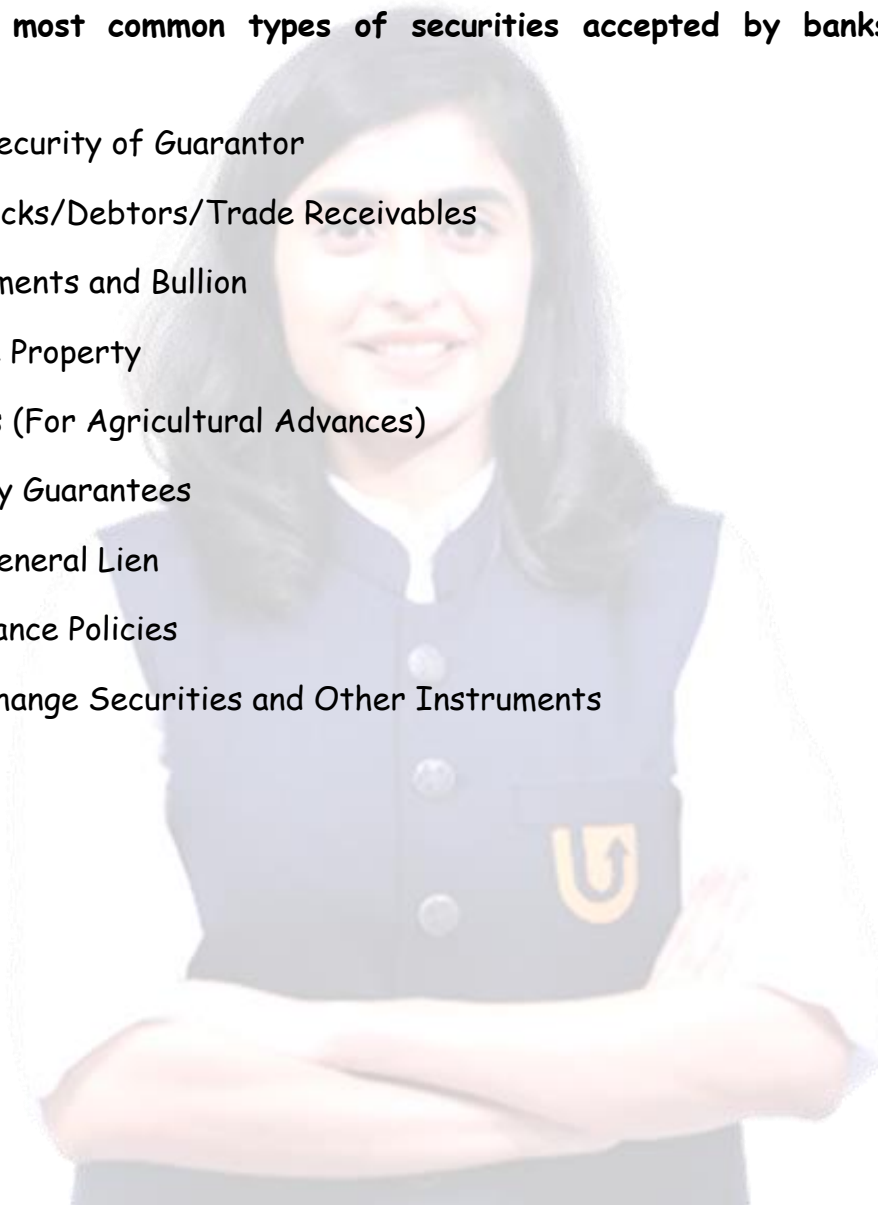 most common types of securities accepted by banks
ecurity of Guarantor
cks/Debtors/Trade Receivables
ments and Bullion
Property
(For Agricultural Advances)
y Guarantees
eneral Lien
ance Policies
hange Securities and Other Instruments